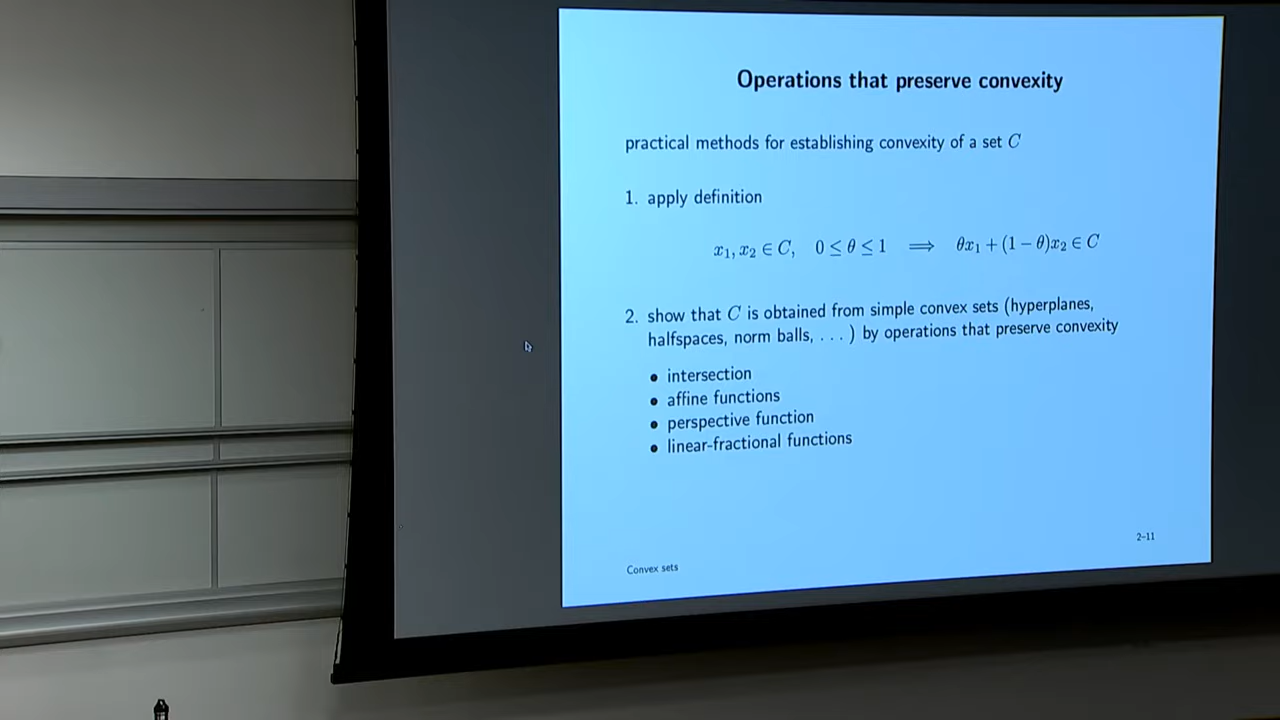 Operations that preserve convexity
practical methods for establishing convexity of a set C
1. apply definition
x₁, x₂ ∈ C, 0 ≤ θ ≤ 1 ⟹ θx₁ + (1 − θ)x₂ ∈ C
2. show that C is obtained from simple convex sets (hyperplanes,
halfspaces, norm balls, . . . ) by operations that preserve convexity
• intersection
• affine functions
• perspective function
• linear-fractional functions
2–11
Convex sets